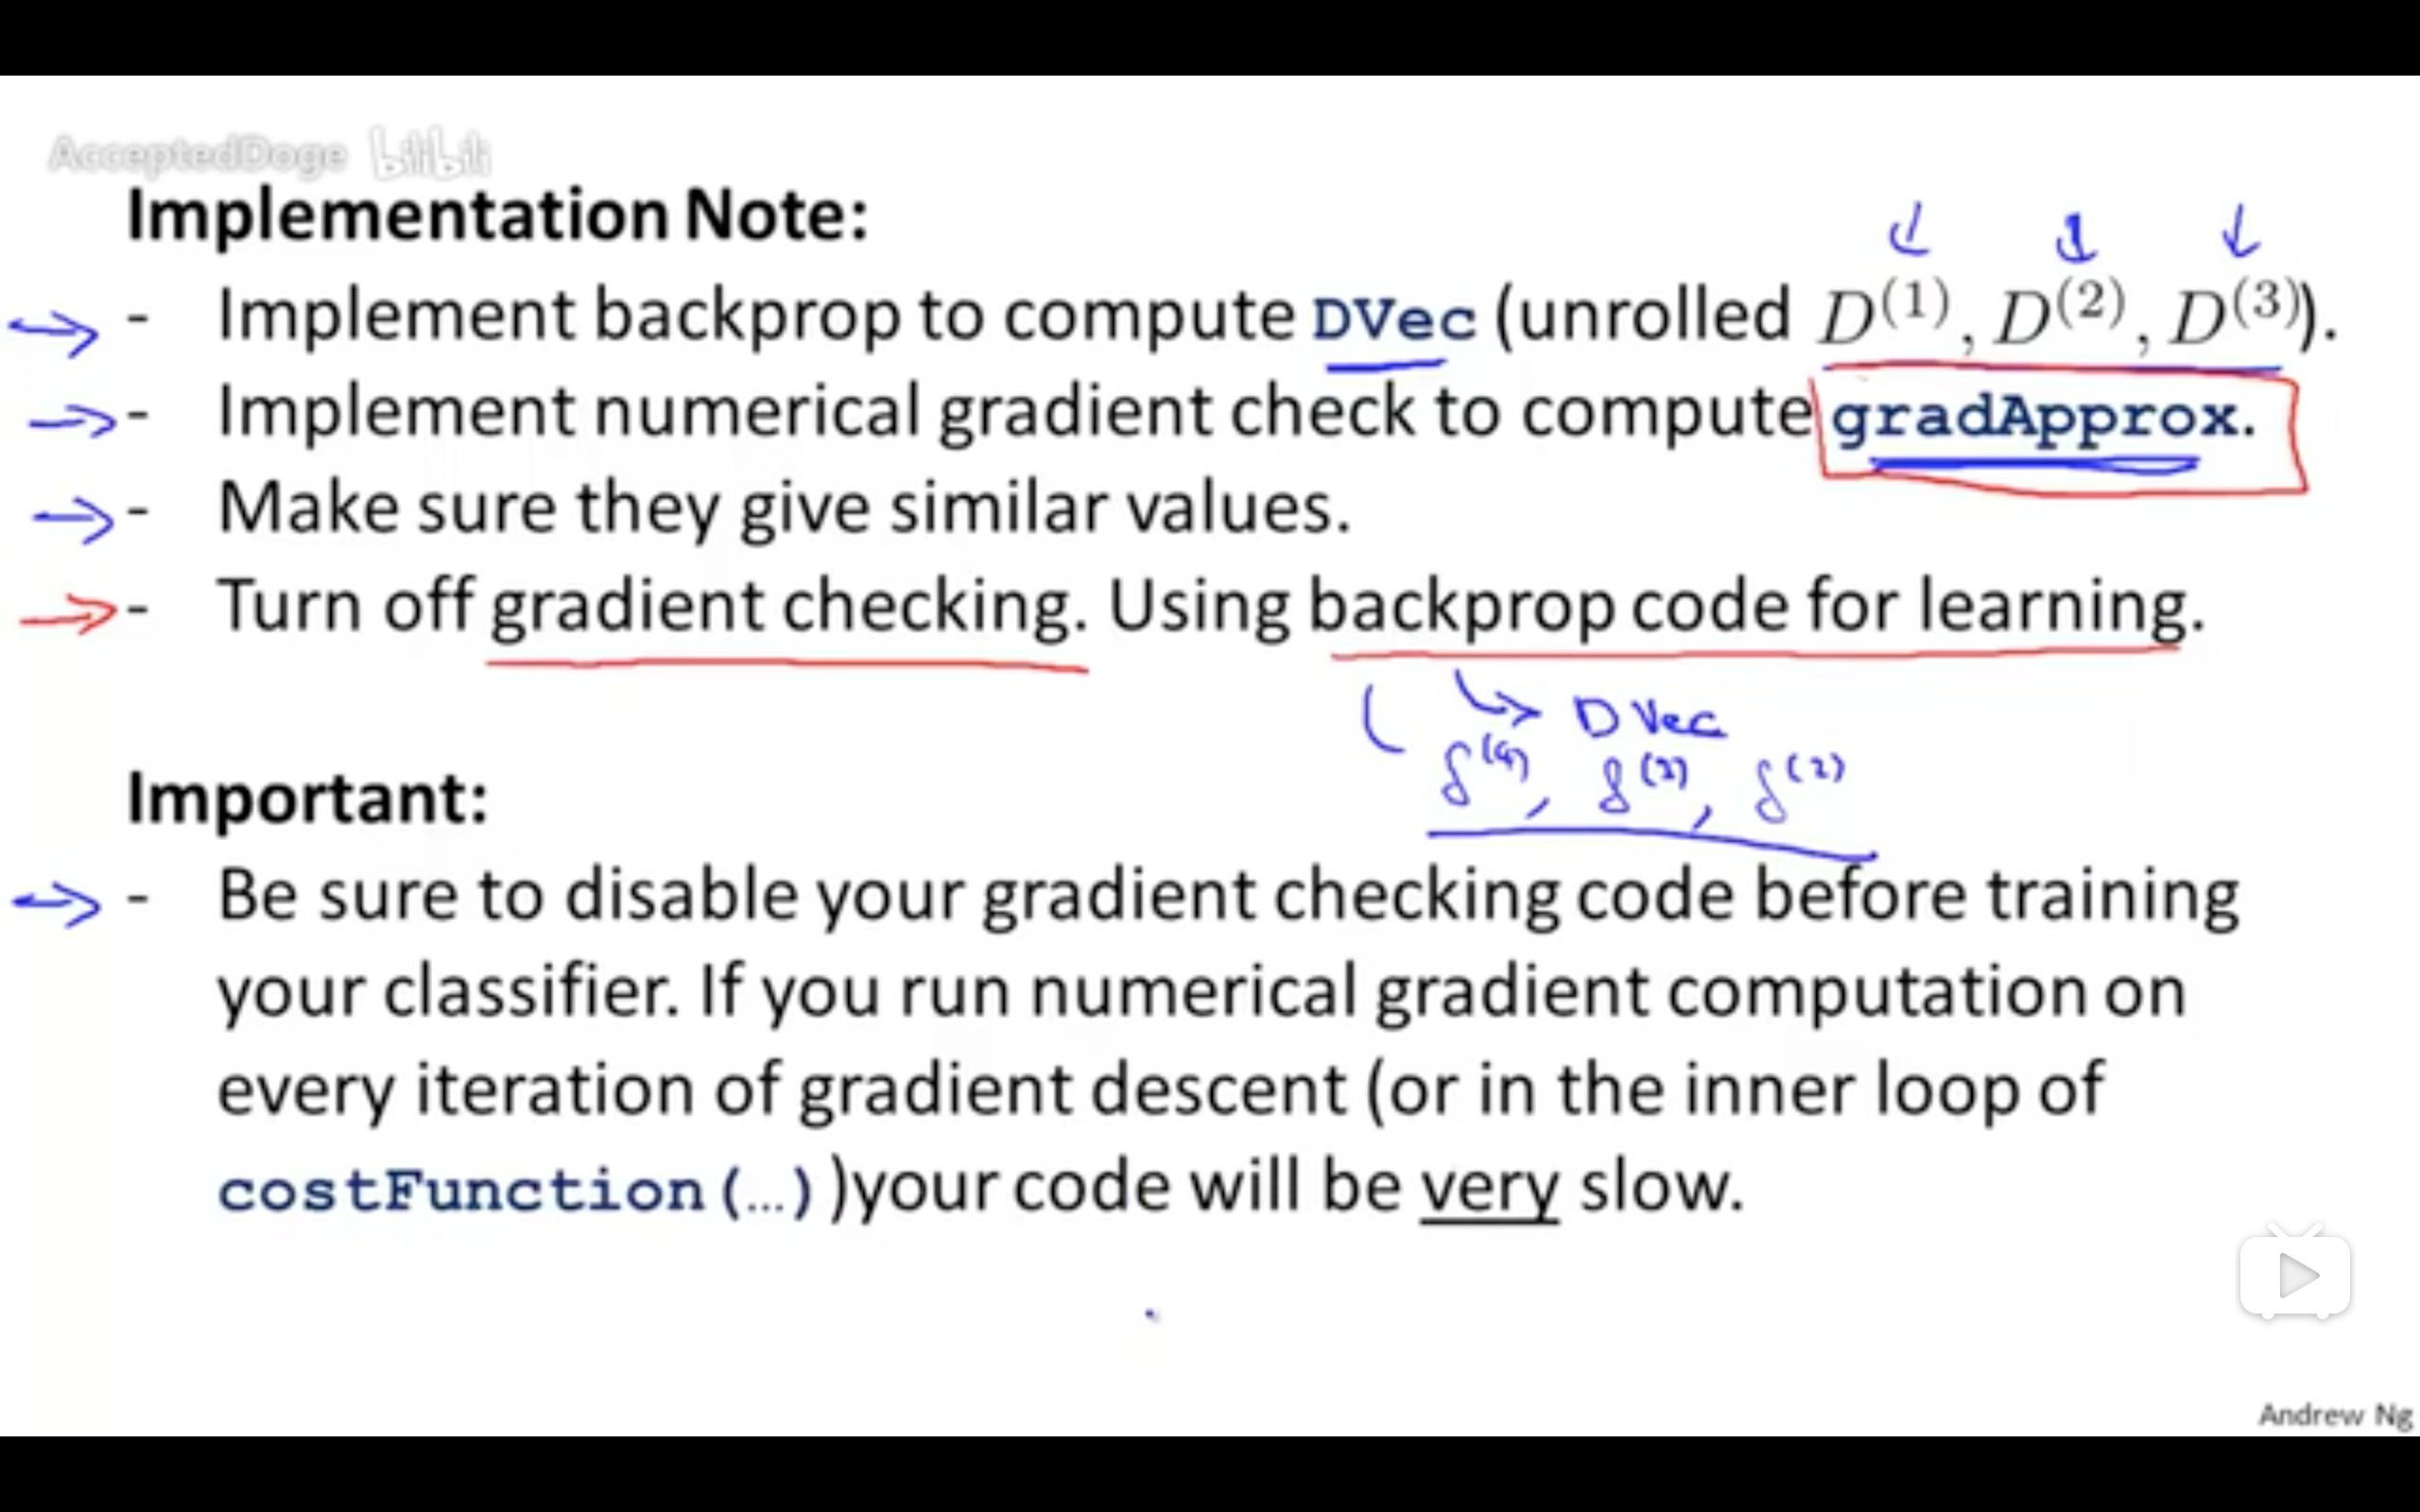 AcceptedDoge bilibili
Implementation Note:
- Implement backprop to compute DVec (unrolled D⁽¹⁾, D⁽²⁾, D⁽³⁾).
- Implement numerical gradient check to compute gradApprox.
- Make sure they give similar values.
- Turn off gradient checking. Using backprop code for learning.
DVec
δ⁽⁴⁾, δ⁽³⁾, δ⁽²⁾
Important:
- Be sure to disable your gradient checking code before training
your classifier. If you run numerical gradient computation on
every iteration of gradient descent (or in the inner loop of
costFunction(…))your code will be very slow.
Andrew Ng